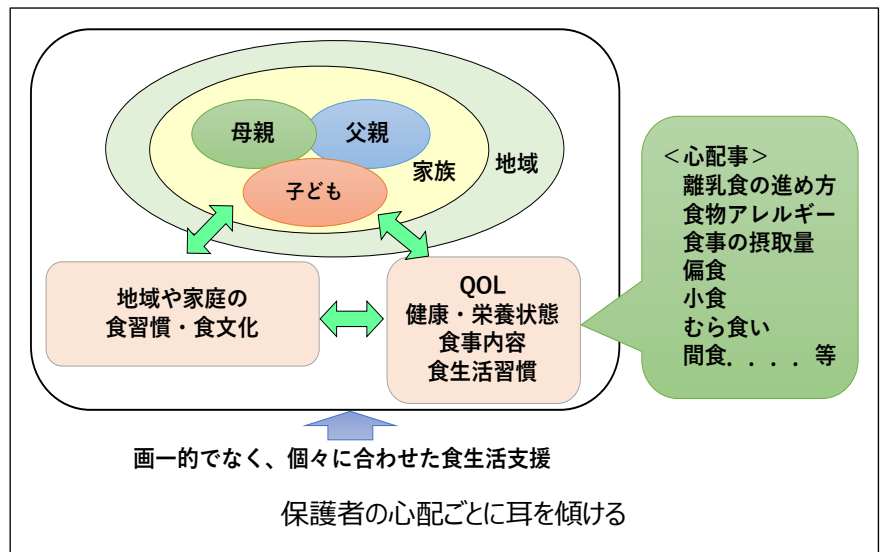 母親
父親
子ども
家族
地域
地域や家庭の
食習慣・食文化
QOL
健康・栄養状態
食事内容
食生活習慣
＜心配事＞
離乳食の進め方
食物アレルギー
食事の摂取量
偏食
小食
むら食い
間食．．．．等
画一的でなく、個々に合わせた食生活支援
保護者の心配ごとに耳を傾ける